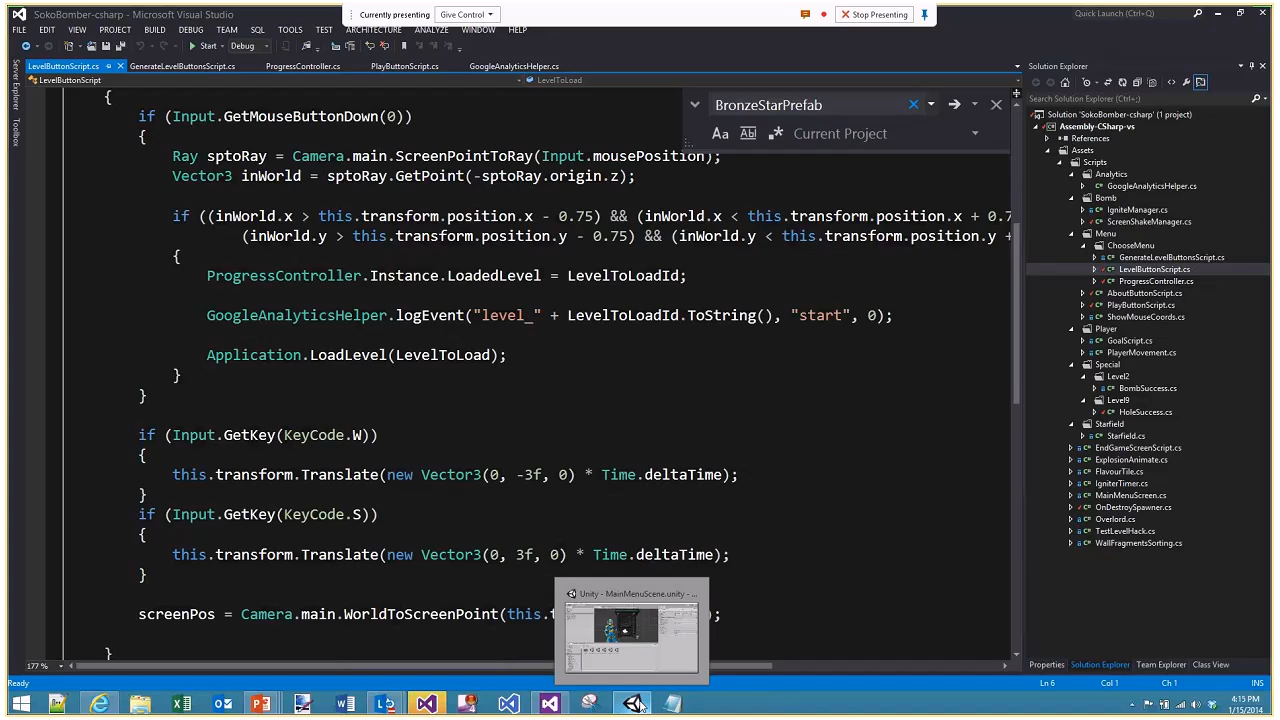 SokoBomber-csharp - Microsoft Visual Studio
Currently presenting
Give Control
Stop Presenting
Quick Launch (Ctrl+Q)
FILE EDIT VIEW PROJECT BUILD DEBUG TEAM SQL TOOLS TEST ARCHITECTURE ANALYZE WINDOW HELP
Start Debug
LevelButtonScript.cs GenerateLevelButtonsScript.cs ProgressController.cs PlayButtonScript.cs GoogleAnalyticsHelper.cs
LevelButtonScript LevelToLoad
Server Explorer
Toolbox
BronzeStarPrefab
Aa Ab Current Project
{
if (Input.GetMouseButtonDown(0))
{
Ray sptoRay = Camera.main.ScreenPointToRay(Input.mousePosition);
Vector3 inWorld = sptoRay.GetPoint(-sptoRay.origin.z);
if ((inWorld.x > this.transform.position.x - 0.75) && (inWorld.x < this.transform.position.x + 0.7
(inWorld.y > this.transform.position.y - 0.75) && (inWorld.y < this.transform.position.y +
{
ProgressController.Instance.LoadedLevel = LevelToLoadId;
GoogleAnalyticsHelper.logEvent("level_" + LevelToLoadId.ToString(), "start", 0);
Application.LoadLevel(LevelToLoad);
}
}
if (Input.GetKey(KeyCode.W))
{
this.transform.Translate(new Vector3(0, -3f, 0) * Time.deltaTime);
}
if (Input.GetKey(KeyCode.S))
{
this.transform.Translate(new Vector3(0, 3f, 0) * Time.deltaTime);
}
screenPos = Camera.main.WorldToScreenPoint(this.t
);
}
Unity - MainMenuScene.unity - ...
177 %
Solution Explorer
Search Solution Explorer (Ctrl+;)
Solution 'SokoBomber-csharp' (1 project)
Assembly-CSharp-vs
References
Assets
Scripts
Analytics
GoogleAnalyticsHelper.cs
Bomb
IgniteManager.cs
ScreenShakeManager.cs
Menu
ChooseMenu
GenerateLevelButtonsScript.cs
LevelButtonScript.cs
ProgressController.cs
AboutButtonScript.cs
PlayButtonScript.cs
ShowMouseCoords.cs
Player
GoalScript.cs
PlayerMovement.cs
Special
Level2
BombSuccess.cs
Level9
HoleSuccess.cs
Starfield
Starfield.cs
EndGameScreenScript.cs
ExplosionAnimate.cs
FlavourTile.cs
IgniterTimer.cs
MainMenuScreen.cs
OnDestroySpawner.cs
Overlord.cs
TestLevelHack.cs
WallFragmentsSorting.cs
Properties Solution Explorer Team Explorer Class View
Ready Ln 6 Col 1 Ch 1 INS
4:15 PM
1/15/2014